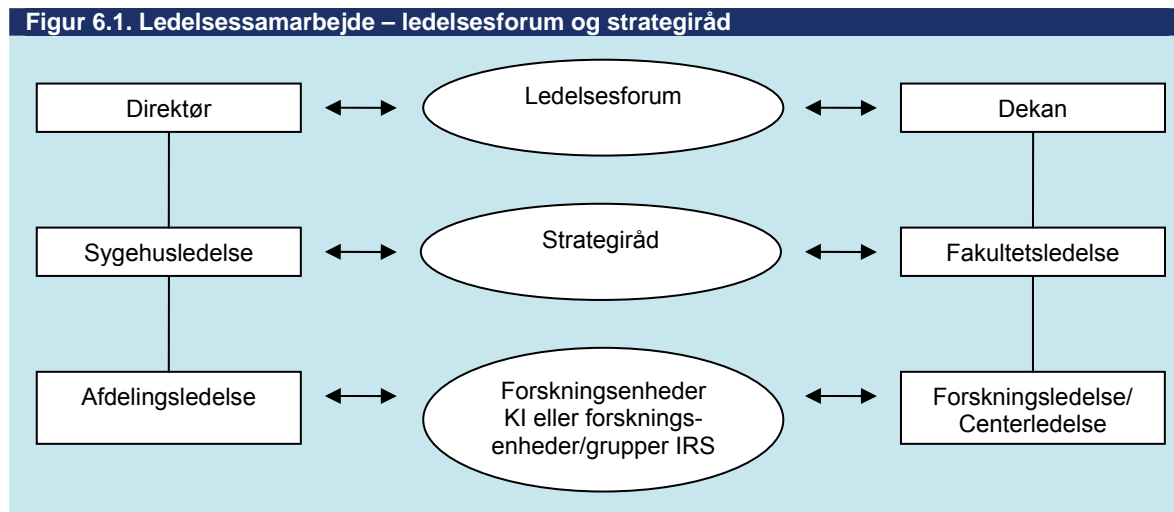 Figur 6.1. Ledelsessamarbejde – ledelsesforum og strategiråd
Direktør
Ledelsesforum
Dekan
Sygehusledelse
Strategiråd
Fakultetsledelse
Afdelingsledelse
Forskningsenheder
KI eller forsknings-
enheder/grupper IRS
Forskningsledelse/
Centerledelse